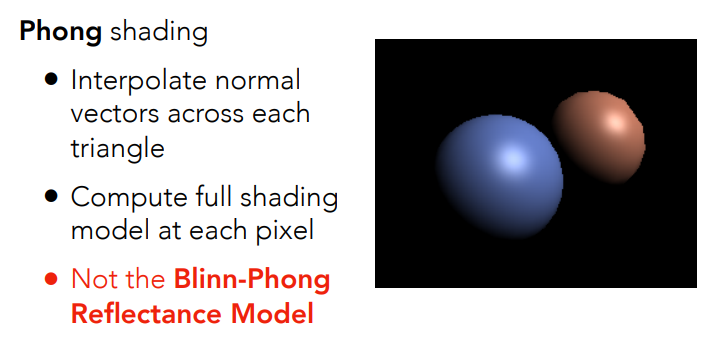 Phong shading
• Interpolate normal
vectors across each
triangle
• Compute full shading
model at each pixel
• Not the Blinn-Phong
Reflectance Model